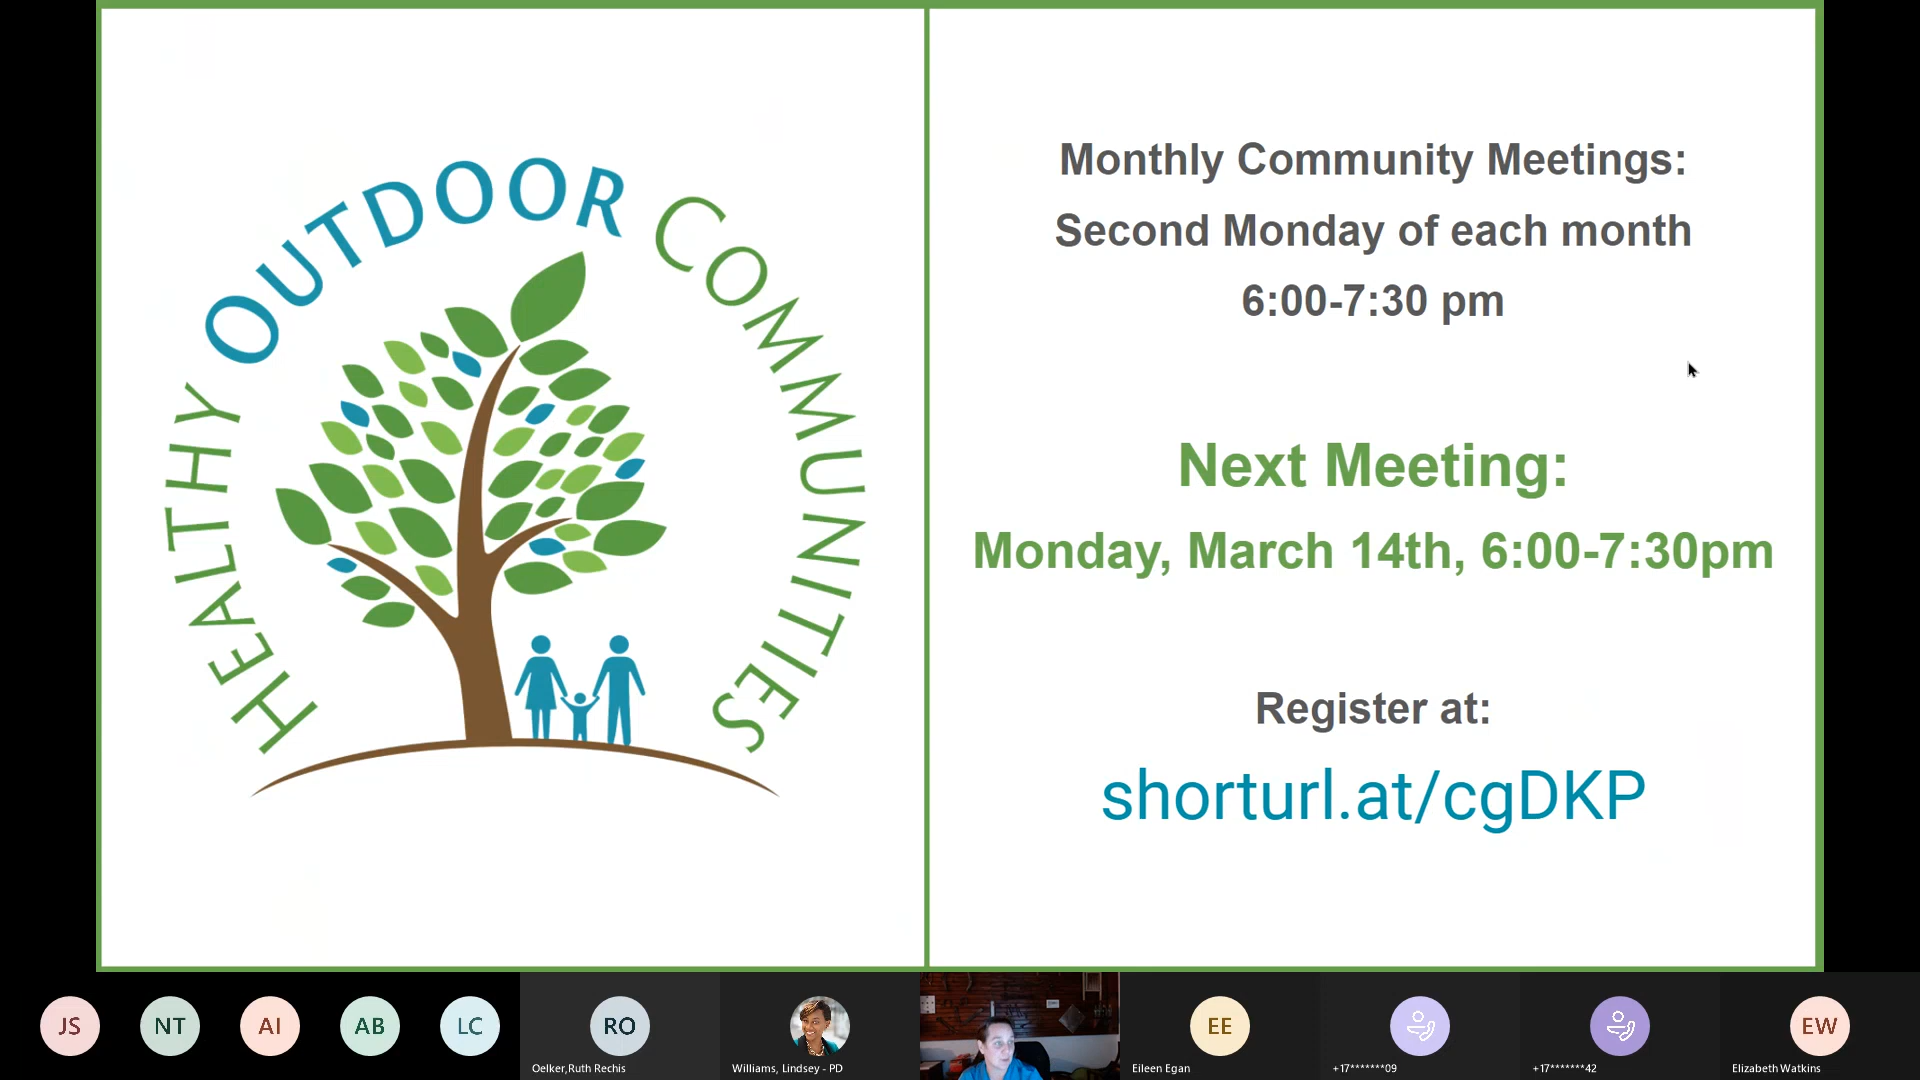 HEALTHY OUTDOOR COMMUNITIES
Monthly Community Meetings:
Second Monday of each month
6:00-7:30 pm
Next Meeting:
Monday, March 14th, 6:00-7:30pm
Register at:
shorturl.at/cgDKP
JS
NT
AI
AB
LC
RO
EE
EW
Oelker,Ruth Rechis
Williams, Lindsey - PD
Eileen Egan
+17*******09
+17*******42
Elizabeth Watkins